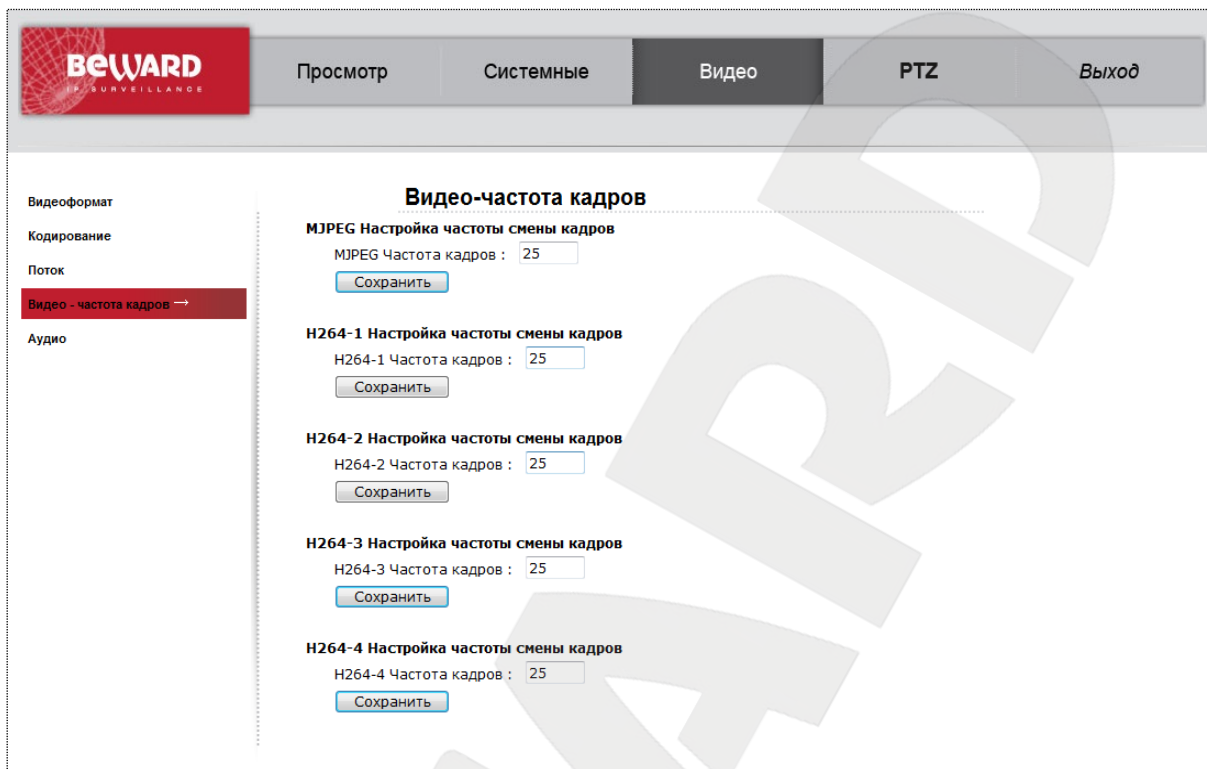 BEWARD
IP SURVEILLANCE
Просмотр
Системные
Видео
PTZ
Выход
Видеоформат
Кодирование
Поток
Видео - частота кадров →
Аудио
Видео-частота кадров
MJPEG Настройка частоты смены кадров
MJPEG Частота кадров : 25
Сохранить
H264-1 Настройка частоты смены кадров
H264-1 Частота кадров : 25
Сохранить
H264-2 Настройка частоты смены кадров
H264-2 Частота кадров : 25
Сохранить
H264-3 Настройка частоты смены кадров
H264-3 Частота кадров : 25
Сохранить
H264-4 Настройка частоты смены кадров
H264-4 Частота кадров : 25
Сохранить